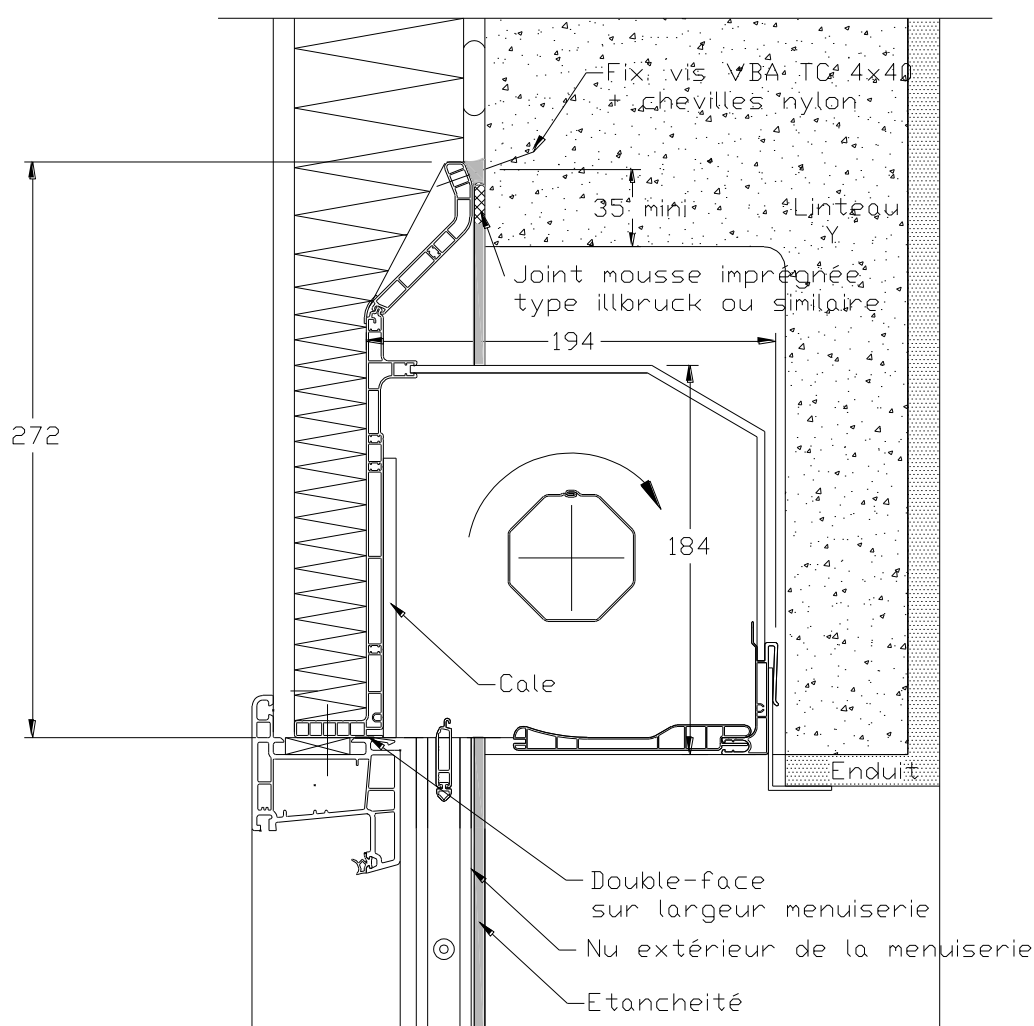 Fix. vis VBA TC 4x40
+ chevilles nylon
35 mini
Linteau
Y
Joint mousse imprégnée
type illbruck ou similaire
194
272
184
Cale
Enduit
Double-face
sur largeur menuiserie
Nu extérieur de la menuiserie
Etancheité